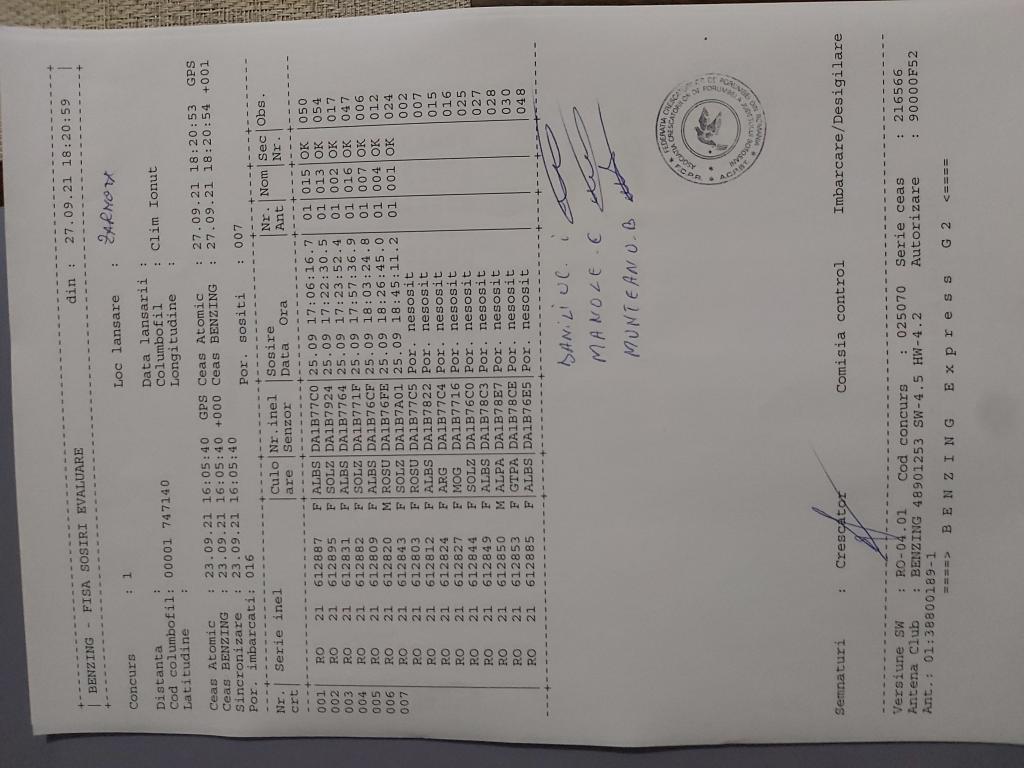 BENZING - FISA SOSIRI EVALUARE din : 27.09.21 18:20:59
Concurs : 1 Loc lansare : ZARNOVI
Distanta : Data lansarii :
Cod columbofil: 00001 747140 Columbofil : Clim Ionut
Latitudine : Longitudine :
Ceas Atomic : 23.09.21 16:05:40 GPS Ceas Atomic : 27.09.21 18:20:53 GPS
Ceas BENZING : 23.09.21 16:05:40 +000 Ceas BENZING : 27.09.21 18:20:54 +001
Sincronizare : 23.09.21 16:05:40
Por. imbarcati: 016 Por. sositi : 007
Nr. | Serie inel | Culo | Nr.inel | Sosire | Nr. | Nom | Sec | Obs.
crt | are | Senzor | Data Ora | Ant | Nr.
001 RO 21 612887 F ALBS DA1B77C0 25.09 17:06:16.7 01 015 OK 050
002 RO 21 612895 F SOLZ DA1B7924 25.09 17:22:30.5 01 013 OK 054
003 RO 21 612831 F ALBS DA1B7764 25.09 17:23:52.4 01 002 OK 017
004 RO 21 612882 F SOLZ DA1B771F 25.09 17:57:36.9 01 016 OK 047
005 RO 21 612809 F ALBS DA1B76CF 25.09 18:03:24.8 01 007 OK 006
006 RO 21 612820 M ROSU DA1B76FE 25.09 18:26:45.0 01 004 OK 012
007 RO 21 612843 F SOLZ DA1B7A01 25.09 18:45:11.2 01 001 OK 024
RO 21 612803 F ROSU DA1B77C5 Por. nesosit 002
RO 21 612812 F ALBS DA1B7822 Por. nesosit 007
RO 21 612824 F ARG DA1B77C4 Por. nesosit 015
RO 21 612827 F MOG DA1B7716 Por. nesosit 016
RO 21 612844 F SOLZ DA1B76C0 Por. nesosit 025
RO 21 612849 F ALBS DA1B78C3 Por. nesosit 027
RO 21 612850 M ALPA DA1B78E7 Por. nesosit 028
RO 21 612853 F GTPA DA1B78CE Por. nesosit 030
RO 21 612885 F ALBS DA1B76E5 Por. nesosit 048
DANILIUC. i
MANOLE. C
MUNTEANU. B
F.C.P.R. * A.C.P.BT.
Semnaturi : Crescator Comisia control Imbarcare/Desigilare
Versiune SW : RO-04.01 Cod concurs : 025070 Serie ceas : 216566
Antena Club : BENZING 48901253 SW-4.5 HW-4.2 Autorizare : 90000F52
Ant.: 01:38800189-1
====> B E N Z I N G E x p r e s s G 2 <====